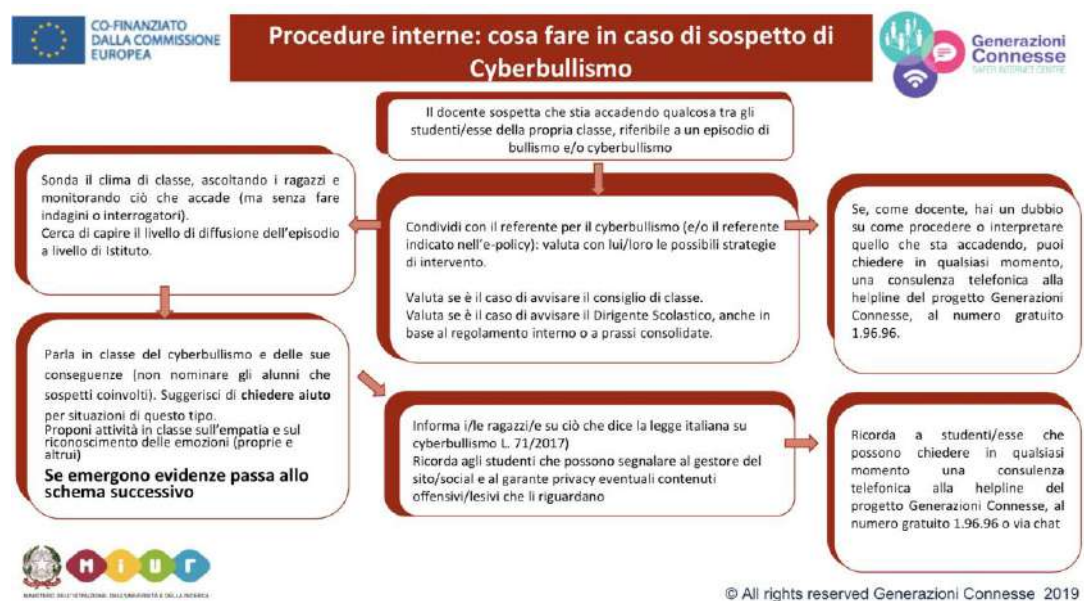 CO-FINANZIATO
DALLA COMMISSIONE
EUROPEA
Procedure interne: cosa fare in caso di sospetto di
Cyberbullismo
Generazioni
Connesse
SAFER INTERNET CENTRE
Il docente sospetta che stia accadendo qualcosa tra gli
studenti/esse della propria classe, riferibile a un episodio di
bullismo e/o cyberbullismo
Sonda il clima di classe, ascoltando i ragazzi e
monitorando ciò che accade (ma senza fare
indagini o interrogatori).
Cerca di capire il livello di diffusione dell'episodio
a livello di Istituto.
Condividi con il referente per il cyberbullismo (e/o il referente
indicato nell'e-policy): valuta con lui/loro le possibili strategie
di intervento.
Valuta se è il caso di avvisare il consiglio di classe.
Valuta se è il caso di avvisare il Dirigente Scolastico, anche in
base al regolamento interno o a prassi consolidate.
Se, come docente, hai un dubbio
su come procedere o interpretare
quello che sta accadendo, puoi
chiedere in qualsiasi momento,
una consulenza telefonica alla
helpline del progetto Generazioni
Connesse, al numero gratuito
1.96.96.
Parla in classe del cyberbullismo e delle sue
conseguenze (non nominare gli alunni che
sospetti coinvolti). Suggerisci di chiedere aiuto
per situazioni di questo tipo.
Proponi attività in classe sull'empatia e sul
riconoscimento delle emozioni (proprie e
altrui)
Se emergono evidenze passa allo
schema successivo
Informa i/le ragazzi/e su ciò che dice la legge italiana su
cyberbullismo L. 71/2017)
Ricorda agli studenti che possono segnalare al gestore del
sito/social e al garante privacy eventuali contenuti
offensivi/lesivi che li riguardano
Ricorda a studenti/esse che
possono chiedere in qualsiasi
momento una consulenza
telefonica alla helpline del
progetto Generazioni Connesse, al
numero gratuito 1.96.96 o via chat
MIUR
MINISTERO DELL'ISTRUZIONE, DELL'UNIVERSITÀ E DELLA RICERCA
© All rights reserved Generazioni Connesse 2019